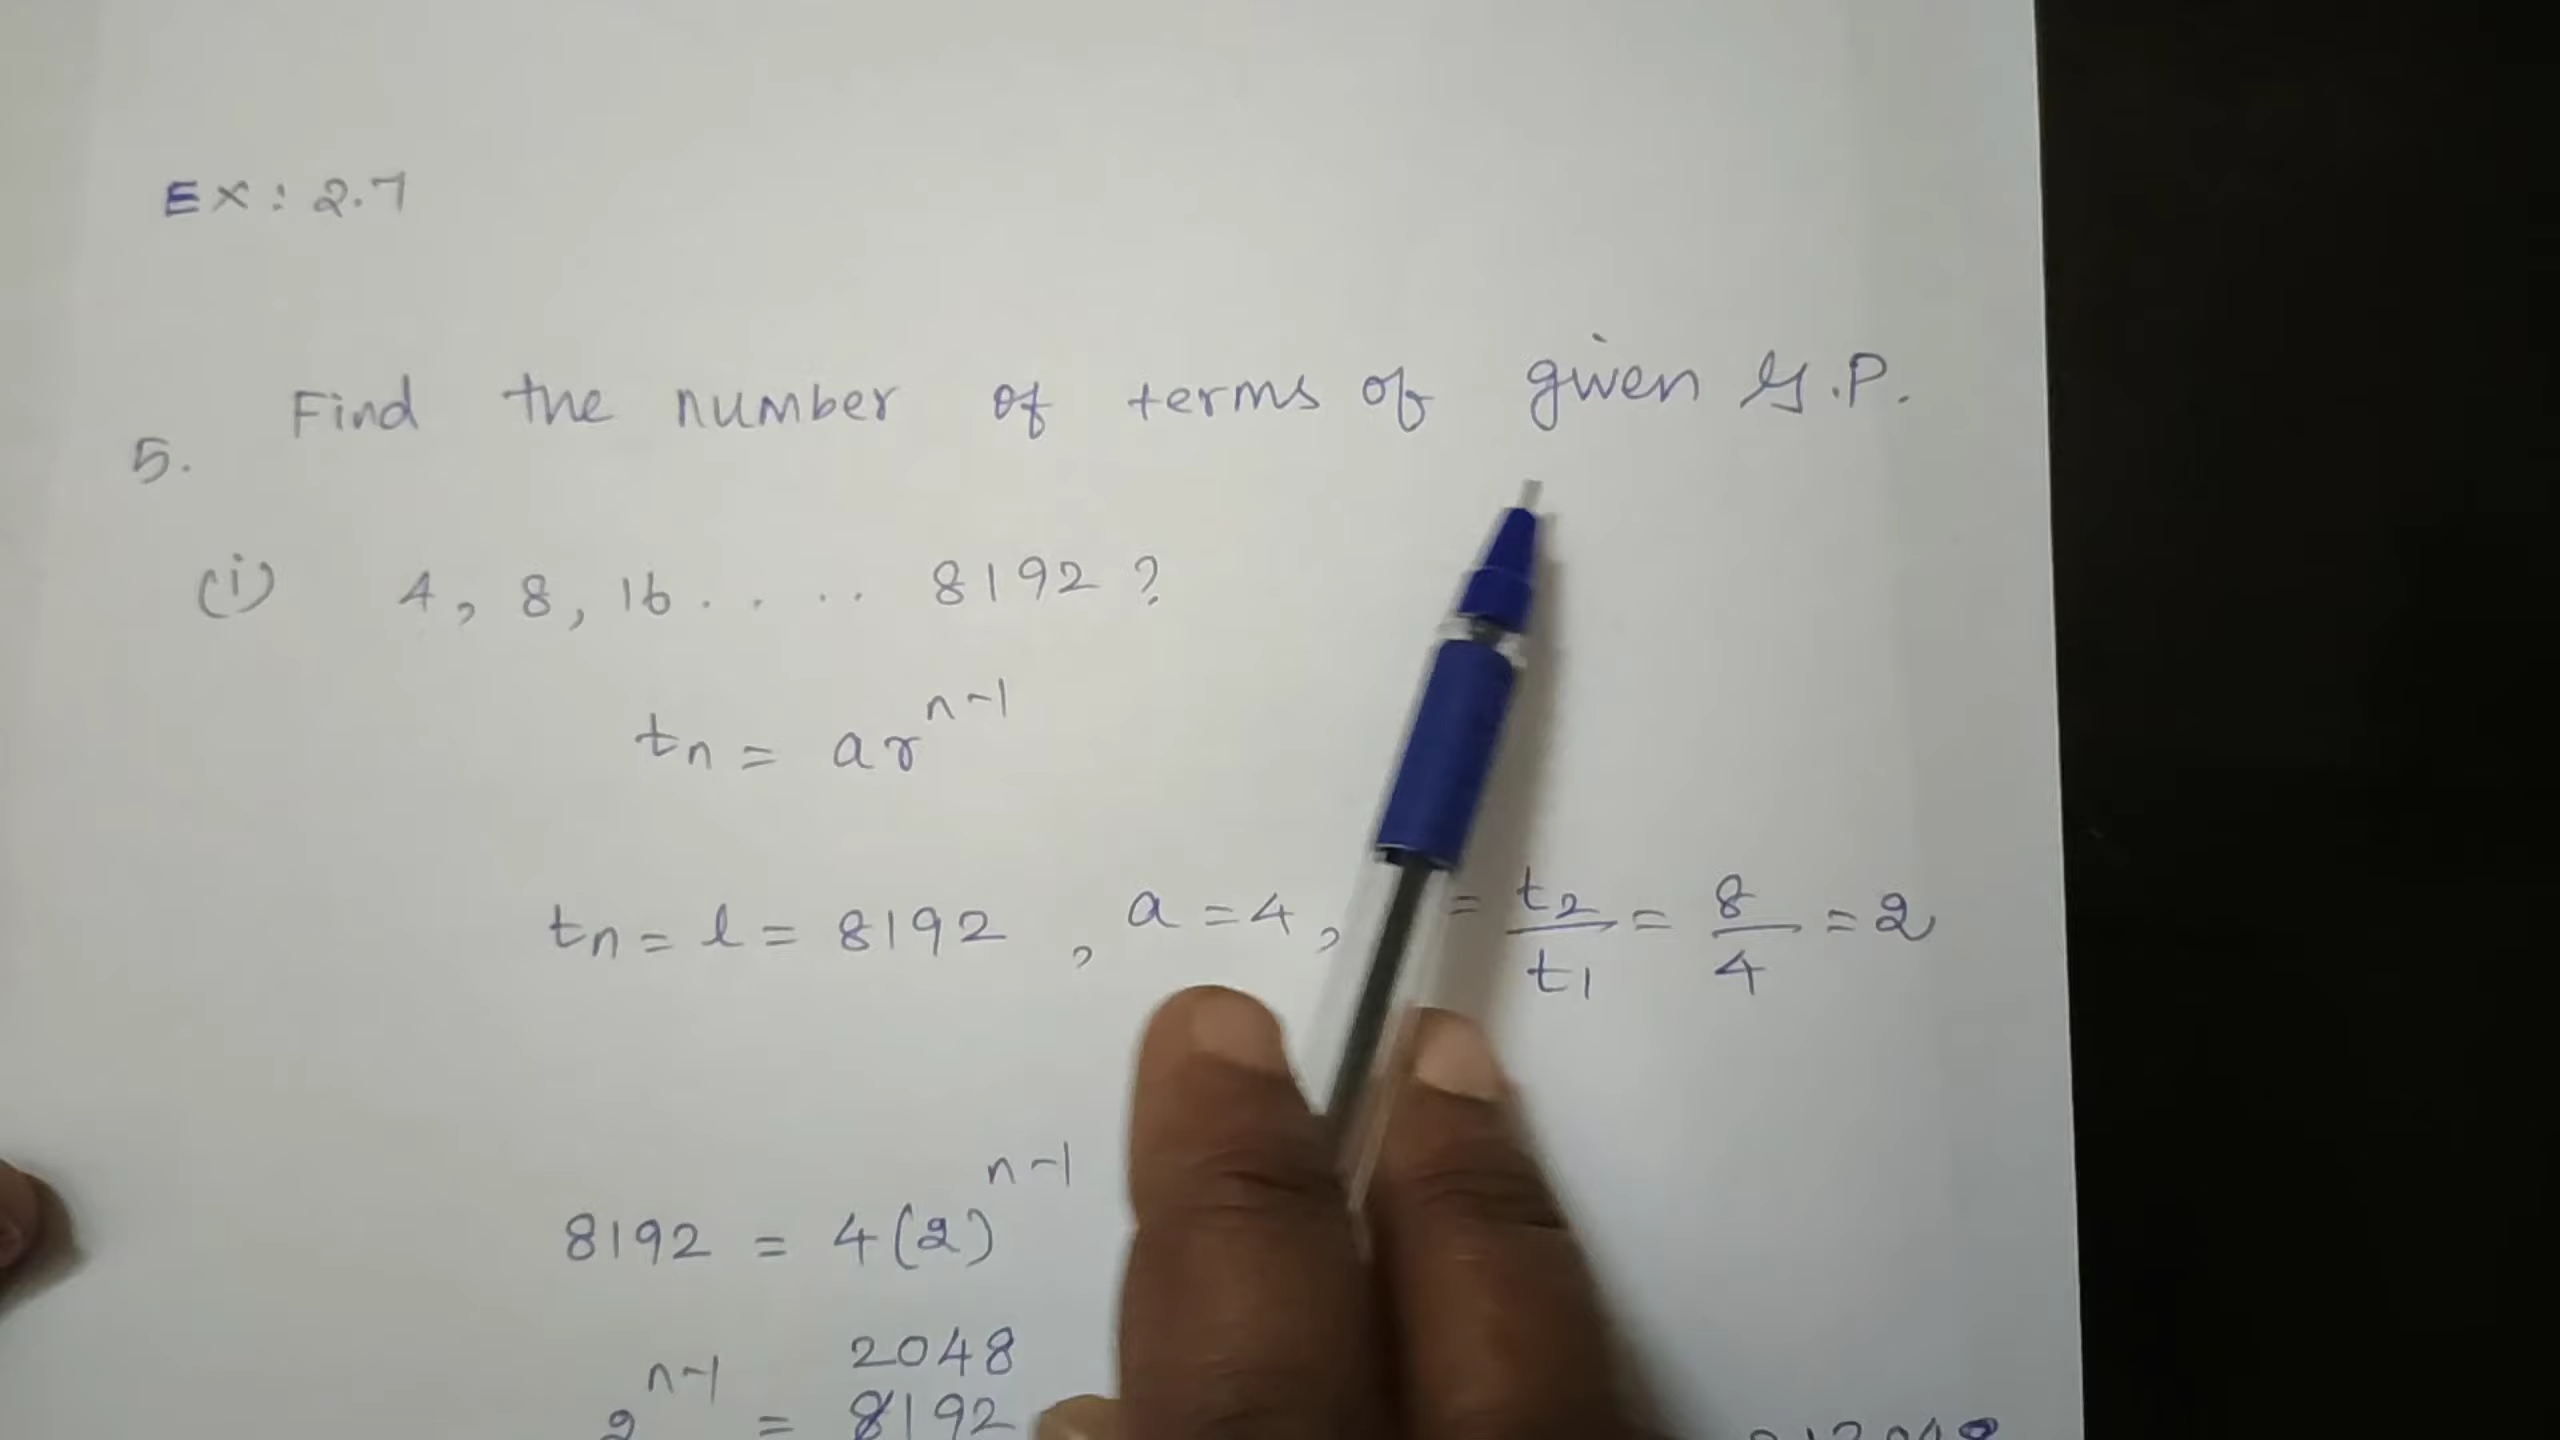 Ex: 2.7
Find the number of terms of given G.P.
5.
(i) 4, 8, 16 . . . . . 8192 ?
tn = ar^n-1
tn = l = 8192 , a = 4, = t2/t1 = 8/4 = 2
8192 = 4(2)^n-1
2048
2^n-1 = 8192